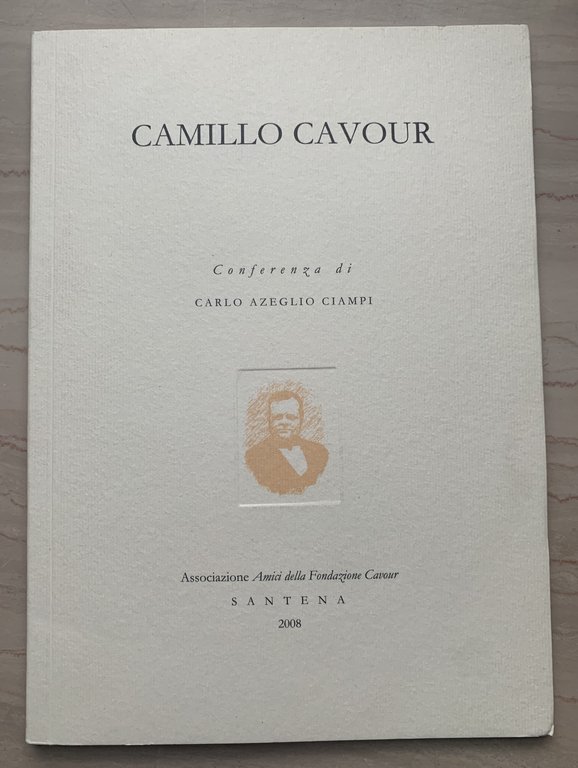 CAMILLO CAVOUR
Conferenza di
CARLO AZEGLIO CIAMPI
Associazione Amici della Fondazione Cavour
SANTENA
2008